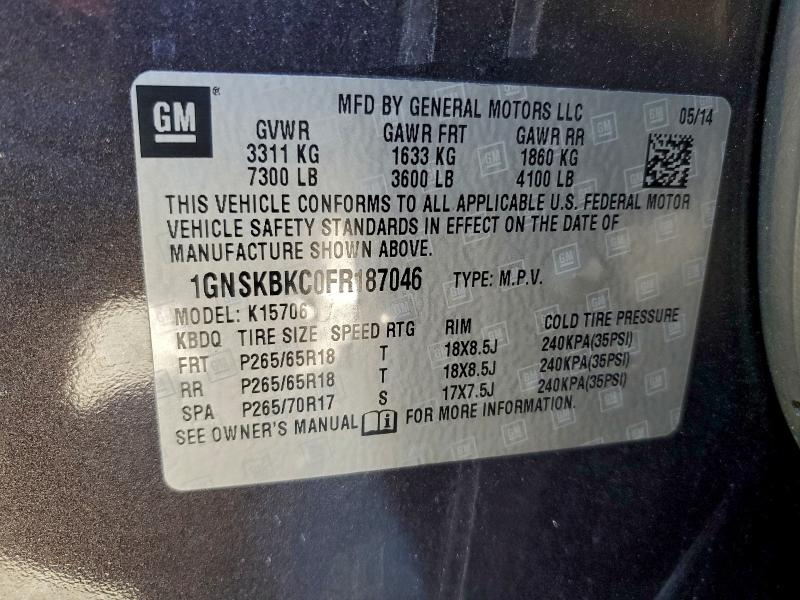 GM ®
MFD BY GENERAL MOTORS LLC 05/14
GVWR GAWR FRT GAWR RR
3311 KG 1633 KG 1860 KG
7300 LB 3600 LB 4100 LB
THIS VEHICLE CONFORMS TO ALL APPLICABLE U.S. FEDERAL MOTOR
VEHICLE SAFETY STANDARDS IN EFFECT ON THE DATE OF
MANUFACTURE SHOWN ABOVE.
1GNSKBKC0FR187046 TYPE: M.P.V.
MODEL: K15706
KBDQ TIRE SIZE SPEED RTG RIM COLD TIRE PRESSURE
FRT P265/65R18 T 18X8.5J 240KPA(35PSI)
RR P265/65R18 T 18X8.5J 240KPA(35PSI)
SPA P265/70R17 S 17X7.5J 240KPA(35PSI)
SEE OWNER'S MANUAL i FOR MORE INFORMATION.